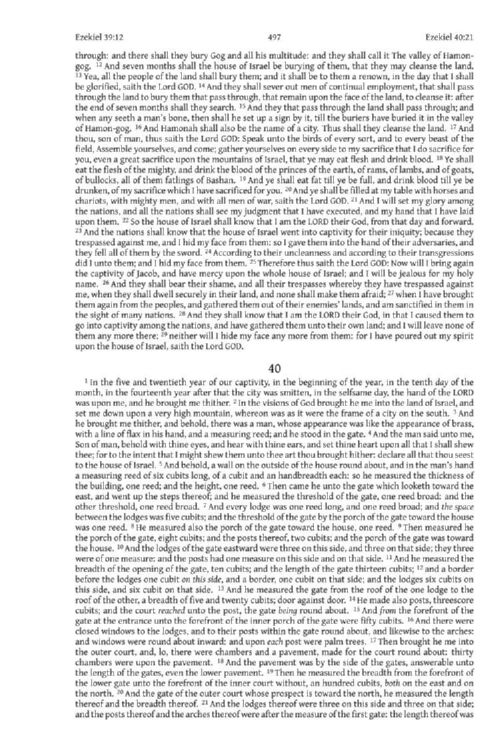 Ezekiel 39:12 497 Ezekiel 40:21
through: and there shall they bury Gog and all his multitude: and they shall call it The valley of Hamon-
gog. 12 And seven months shall the house of Israel be burying of them, that they may cleanse the land.
13 Yea, all the people of the land shall bury them; and it shall be to them a renown, in the day that I shall
be glorified, saith the Lord GOD. 14 And they shall sever out men of continual employment, that shall pass
through the land to bury them that pass through, that remain upon the face of the land, to cleanse it: after
the end of seven months shall they search. 15 And they that pass through the land shall pass through; and
when any seeth a man's bone, then shall he set up a sign by it, till the buriers have buried it in the valley
of Hamon-gog. 16 And Hamonah shall also be the name of a city. Thus shall they cleanse the land. 17 And
thou, son of man, thus saith the Lord GOD: Speak unto the birds of every sort, and to every beast of the
field, Assemble yourselves, and come; gather yourselves on every side to my sacrifice that I do sacrifice for
you, even a great sacrifice upon the mountains of Israel, that ye may eat flesh and drink blood. 18 Ye shall
eat the flesh of the mighty, and drink the blood of the princes of the earth, of rams, of lambs, and of goats,
of bullocks, all of them fatlings of Bashan. 19 And ye shall eat fat till ye be full, and drink blood till ye be
drunken, of my sacrifice which I have sacrificed for you. 20 And ye shall be filled at my table with horses and
chariots, with mighty men, and with all men of war, saith the Lord GOD. 21 And I will set my glory among
the nations, and all the nations shall see my judgment that I have executed, and my hand that I have laid
upon them. 22 So the house of Israel shall know that I am the LORD their God, from that day and forward.
23 And the nations shall know that the house of Israel went into captivity for their iniquity; because they
trespassed against me, and I hid my face from them: so I gave them into the hand of their adversaries, and
they fell all of them by the sword. 24 According to their uncleanness and according to their transgressions
did I unto them; and I hid my face from them. 25 Therefore thus saith the Lord GOD: Now will I bring again
the captivity of Jacob, and have mercy upon the whole house of Israel; and I will be jealous for my holy
name. 26 And they shall bear their shame, and all their trespasses whereby they have trespassed against
me, when they shall dwell securely in their land, and none shall make them afraid; 27 when I have brought
them again from the peoples, and gathered them out of their enemies' lands, and am sanctified in them in
the sight of many nations. 28 And they shall know that I am the LORD their God, in that I caused them to
go into captivity among the nations, and have gathered them unto their own land; and I will leave none of
them any more there; 29 neither will I hide my face any more from them: for I have poured out my spirit
upon the house of Israel, saith the Lord GOD.
40
1 In the five and twentieth year of our captivity, in the beginning of the year, in the tenth day of the
month, in the fourteenth year after that the city was smitten, in the selfsame day, the hand of the LORD
was upon me, and he brought me thither. 2 In the visions of God brought he me into the land of Israel, and
set me down upon a very high mountain, whereon was as it were the frame of a city on the south. 3 And
he brought me thither, and behold, there was a man, whose appearance was like the appearance of brass,
with a line of flax in his hand, and a measuring reed; and he stood in the gate. 4 And the man said unto me,
Son of man, behold with thine eyes, and hear with thine ears, and set thine heart upon all that I shall shew
thee; for to the intent that I might shew them unto thee art thou brought hither: declare all that thou seest
to the house of Israel. 5 And behold, a wall on the outside of the house round about, and in the man's hand
a measuring reed of six cubits long, of a cubit and an handbreadth each: so he measured the thickness of
the building, one reed; and the height, one reed. 6 Then came he unto the gate which looketh toward the
east, and went up the steps thereof; and he measured the threshold of the gate, one reed broad: and the
other threshold, one reed broad. 7 And every lodge was one reed long, and one reed broad; and the space
between the lodges was five cubits; and the threshold of the gate by the porch of the gate toward the house
was one reed. 8 He measured also the porch of the gate toward the house, one reed. 9 Then measured he
the porch of the gate, eight cubits; and the posts thereof, two cubits; and the porch of the gate was toward
the house. 10 And the lodges of the gate eastward were three on this side, and three on that side; they three
were of one measure: and the posts had one measure on this side and on that side. 11 And he measured the
breadth of the opening of the gate, ten cubits; and the length of the gate thirteen cubits; 12 and a border
before the lodges one cubit on this side, and a border, one cubit on that side; and the lodges six cubits on
this side, and six cubit on that side. 13 And he measured the gate from the roof of the one lodge to the
roof of the other, a breadth of five and twenty cubits; door against door. 14 He made also posts, threescore
cubits; and the court reached unto the post, the gate being round about. 15 And from the forefront of the
gate at the entrance unto the forefront of the inner porch of the gate were fifty cubits. 16 And there were
closed windows to the lodges, and to their posts within the gate round about, and likewise to the arches:
and windows were round about inward: and upon each post were palm trees. 17 Then brought he me into
the outer court, and, lo, there were chambers and a pavement, made for the court round about: thirty
chambers were upon the pavement. 18 And the pavement was by the side of the gates, answerable unto
the length of the gates, even the lower pavement. 19 Then he measured the breadth from the forefront of
the lower gate unto the forefront of the inner court without, an hundred cubits, both on the east and on
the north. 20 And the gate of the outer court whose prospect is toward the north, he measured the length
thereof and the breadth thereof. 21 And the lodges thereof were three on this side and three on that side;
and the posts thereof and the arches thereof were after the measure of the first gate: the length thereof was